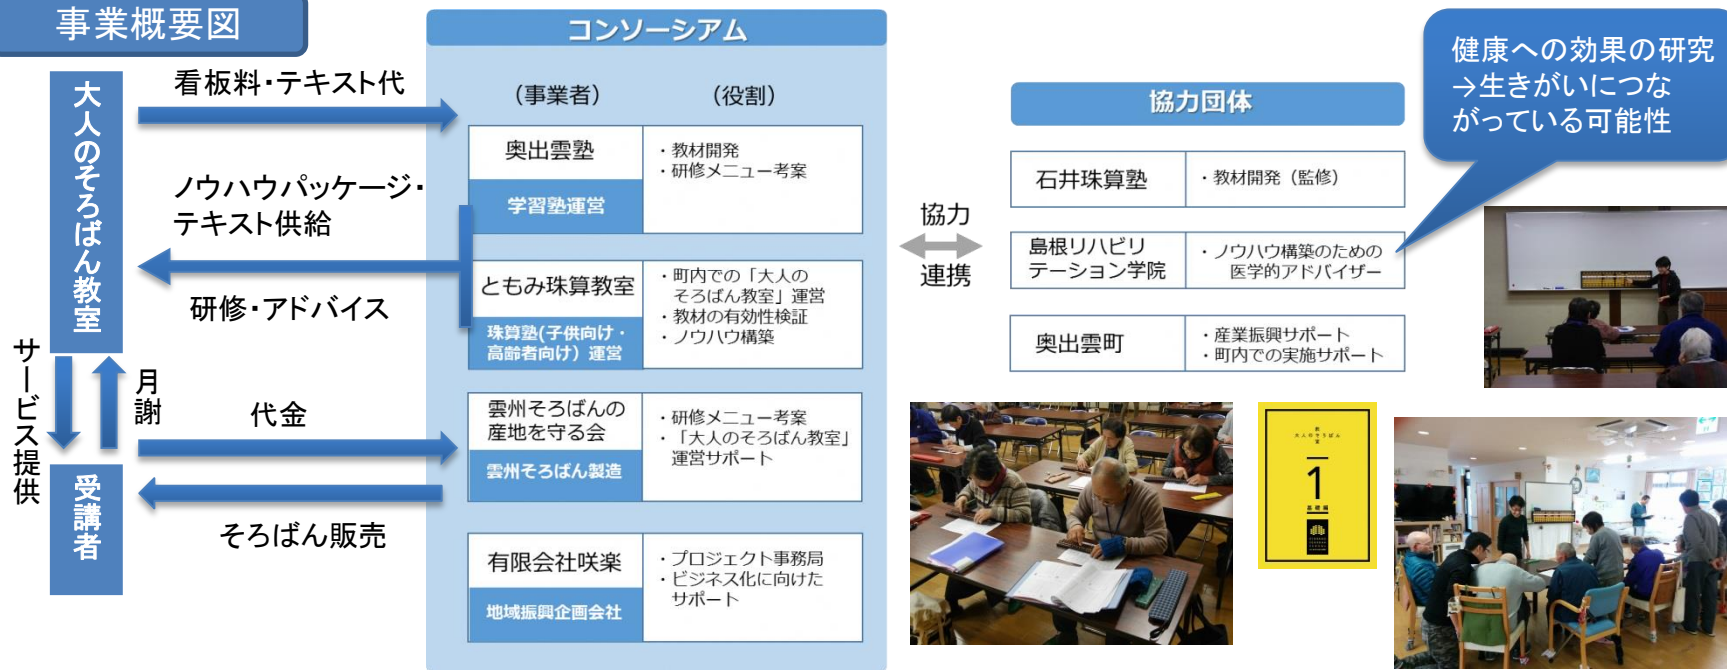 事業概要図
大人のそろばん教室
看板料・テキスト代
ノウハウパッケージ・
テキスト供給
研修・アドバイス
サービス提供
月謝
受講者
代金
そろばん販売
コンソーシアム
（事業者）
（役割）
奥出雲塾
学習塾運営
・教材開発
・研修メニュー考案
ともみ珠算教室
珠算塾(子供向け・
高齢者向け）運営
・町内での「大人の
そろばん教室」運営
・教材の有効性検証
・ノウハウ構築
雲州そろばんの
産地を守る会
雲州そろばん製造
・研修メニュー考案
・「大人のそろばん教室」
運営サポート
有限会社咲楽
地域振興企画会社
・プロジェクト事務局
・ビジネス化に向けた
サポート
協力
連携
協力団体
石井珠算塾
・教材開発（監修）
島根リハビリ
テーション学院
・ノウハウ構築のための
医学的アドバイザー
奥出雲町
・産業振興サポート
・町内での実施サポート
健康への効果の研究
→生きがいにつな
がっている可能性
大人のそろばん
1
基礎編